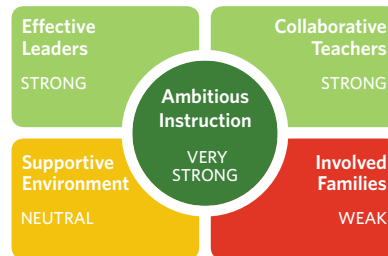 Effective
Leaders
STRONG
Collaborative
Teachers
STRONG
Ambitious
Instruction
VERY
STRONG
Supportive
Environment
NEUTRAL
Involved
Families
WEAK